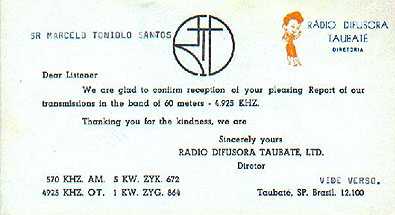 RÁDIO DIFUSORA
TAUBATÉ
DIRETORIA
SR MARCELO TONIOLO SANTOS
Dear Listener
We are glad to confirm reception of your pleasing Report of our
transmissions in the band of 60 meters - 4.925 KHZ.
Thanking you for the kindness, we are
Sincerely yours
RADIO DIFUSORA TAUBATE, LTD.
Diretor
570 KHZ. AM. 5 KW. ZYK. 672
VIDE VERSO.
4925 KHZ. OT. 1 KW. ZYG. 864
Taubate, SP. Brasil. 12.100